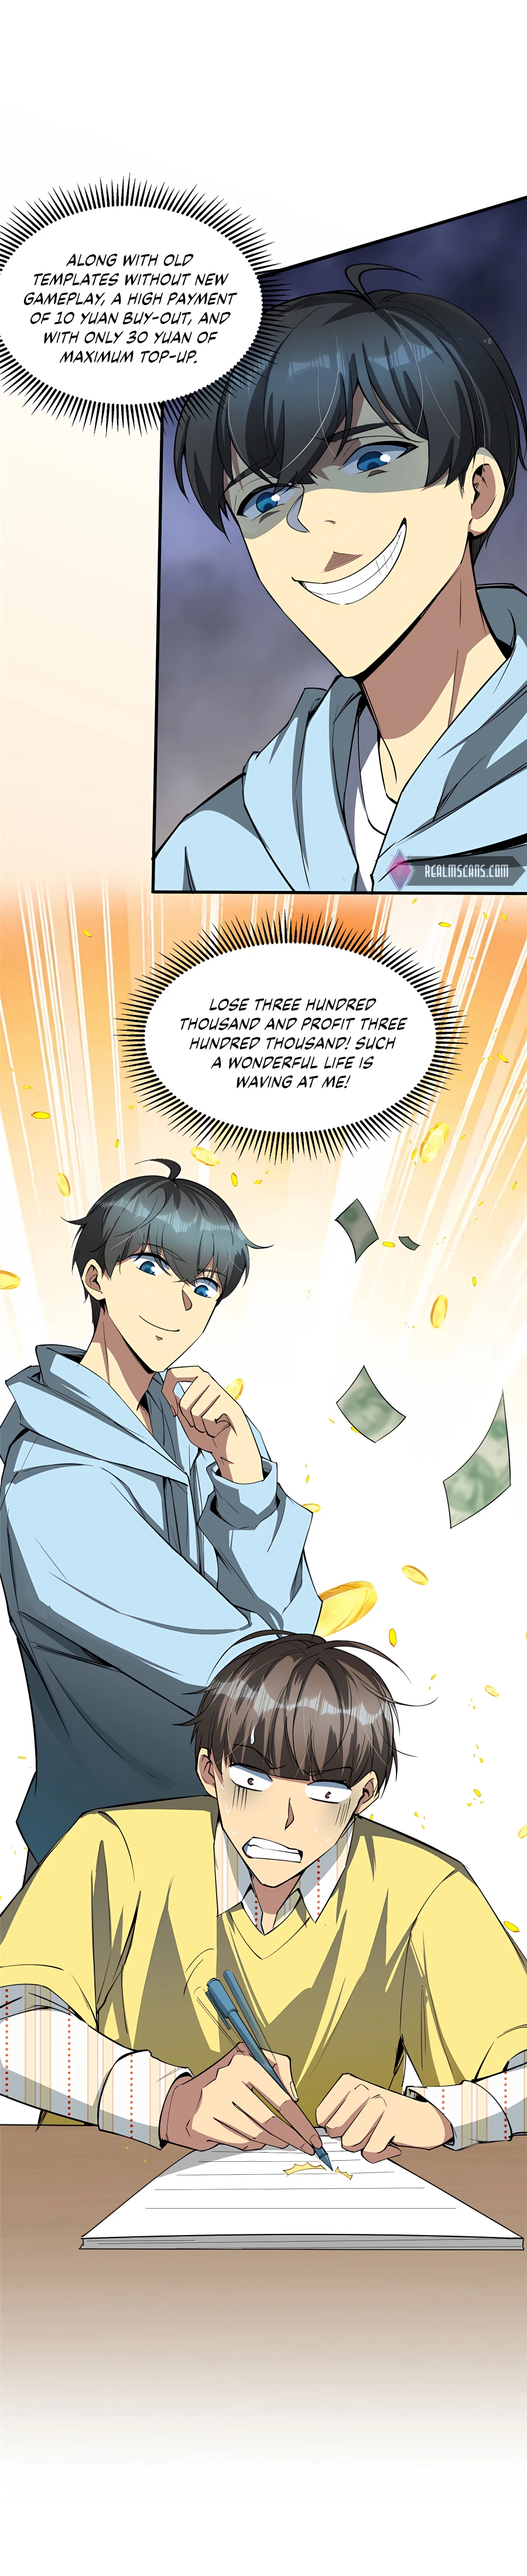 ALONG WITH OLD
TEMPLATES WITHOUT NEW
GAMEPLAY, A HIGH PAYMENT
OF 10 YUAN BUY-OUT, AND
WITH ONLY 30 YUAN OF
MAXIMUM TOP-UP.
REALMSCANS.COM
LOSE THREE HUNDRED
THOUSAND AND PROFIT THREE
HUNDRED THOUSAND! SUCH
A WONDERFUL LIFE IS
WAVING AT ME!